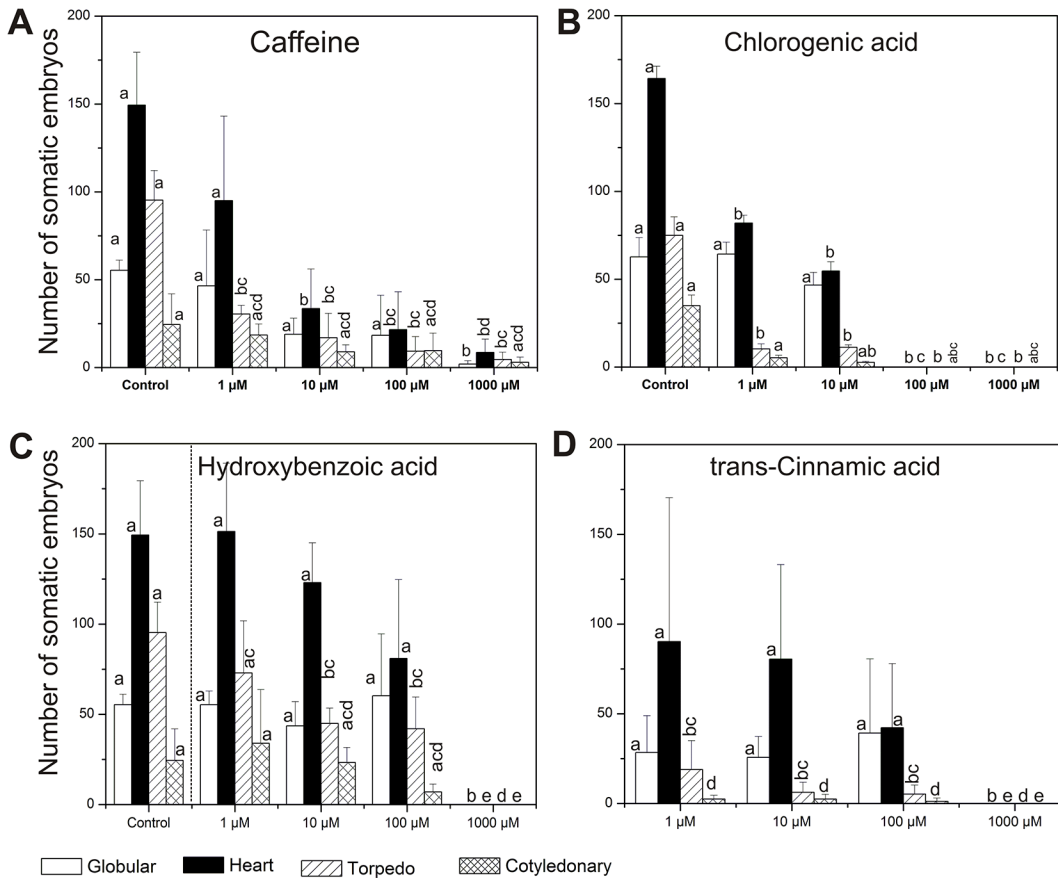 A
Caffeine
Number of somatic embryos
200
150
100
50
0
a a a a
a a bc acd
a b bc acd
a bc bc acd
b bd bc acd
Control 1 µM 10 µM 100 µM 1000 µM
B
Chlorogenic acid
200
150
100
50
0
a a a a
a b b a
a b b ab
b c b abc
b c b abc
Control 1 µM 10 µM 100 µM 1000 µM
C
Hydroxybenzoic acid
Number of somatic embryos
200
150
100
50
0
a a a a
a a ac a
a a bc acd
a a bc acd
b e d e
Control 1 µM 10 µM 100 µM 1000 µM
D
trans-Cinnamic acid
200
150
100
50
0
a a bc d
a a bc d
a a bc d
b e d e
1 µM 10 µM 100 µM 1000 µM
Globular Heart Torpedo Cotyledonary